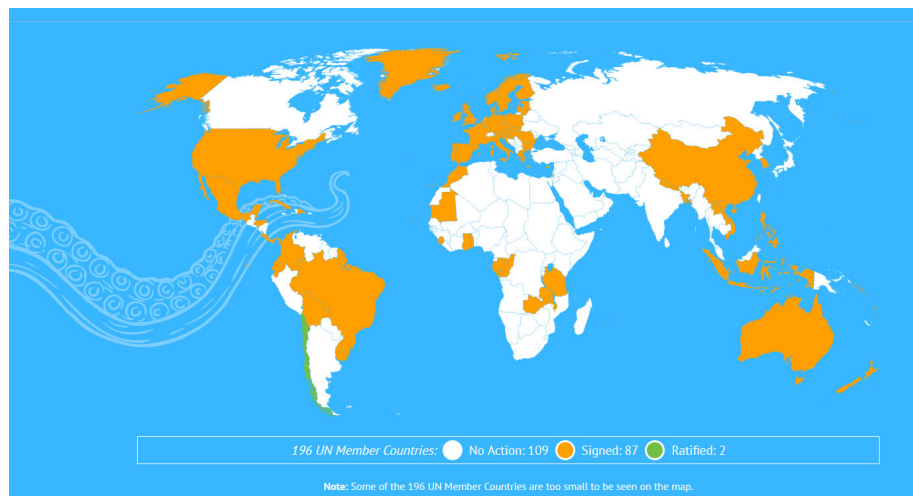 196 UN Member Countries: No Action: 109 Signed: 87 Ratified: 2
Note: Some of the 196 UN Member Countries are too small to be seen on the map.